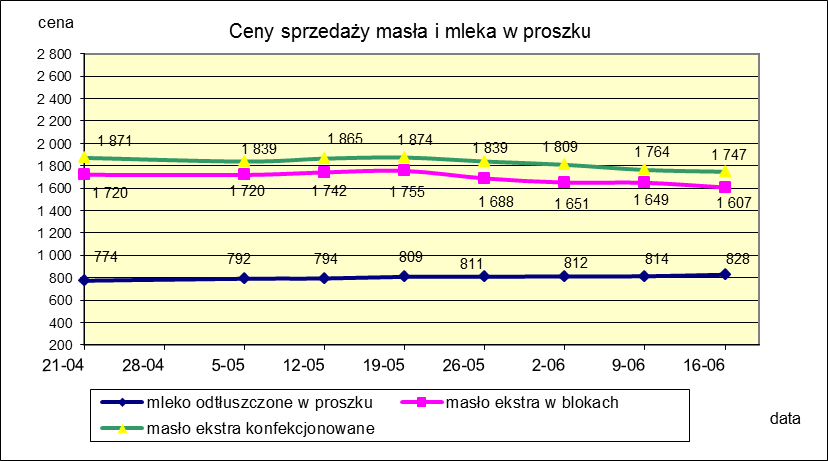 cena
Ceny sprzedaży masła i mleka w proszku
2 800
2 600
2 400
2 200
2 000
1 800
1 600
1 400
1 200
1 000
800
600
400
200
1 871 1 839 1 865 1 874 1 839 1 809 1 764 1 747
1 720 1 720 1 742 1 755 1 688 1 651 1 649 1 607
774 792 794 809 811 812 814 828
21-04 28-04 5-05 12-05 19-05 26-05 2-06 9-06 16-06
mleko odtłuszczone w proszku masło ekstra w blokach
masło ekstra konfekcjonowane
data